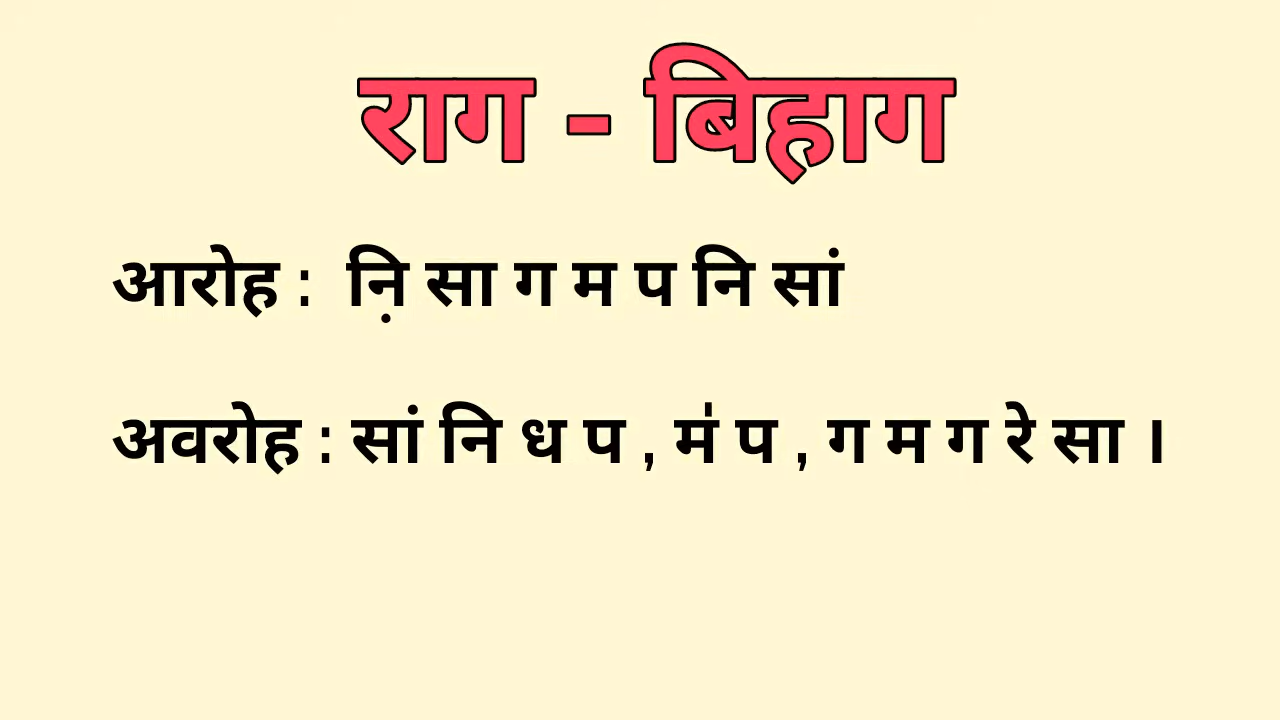 राग - बिहाग
आरोह : ऩि सा ग म प नि सां
अवरोह : सां नि ध प , म॑ प , ग म ग रे सा ।